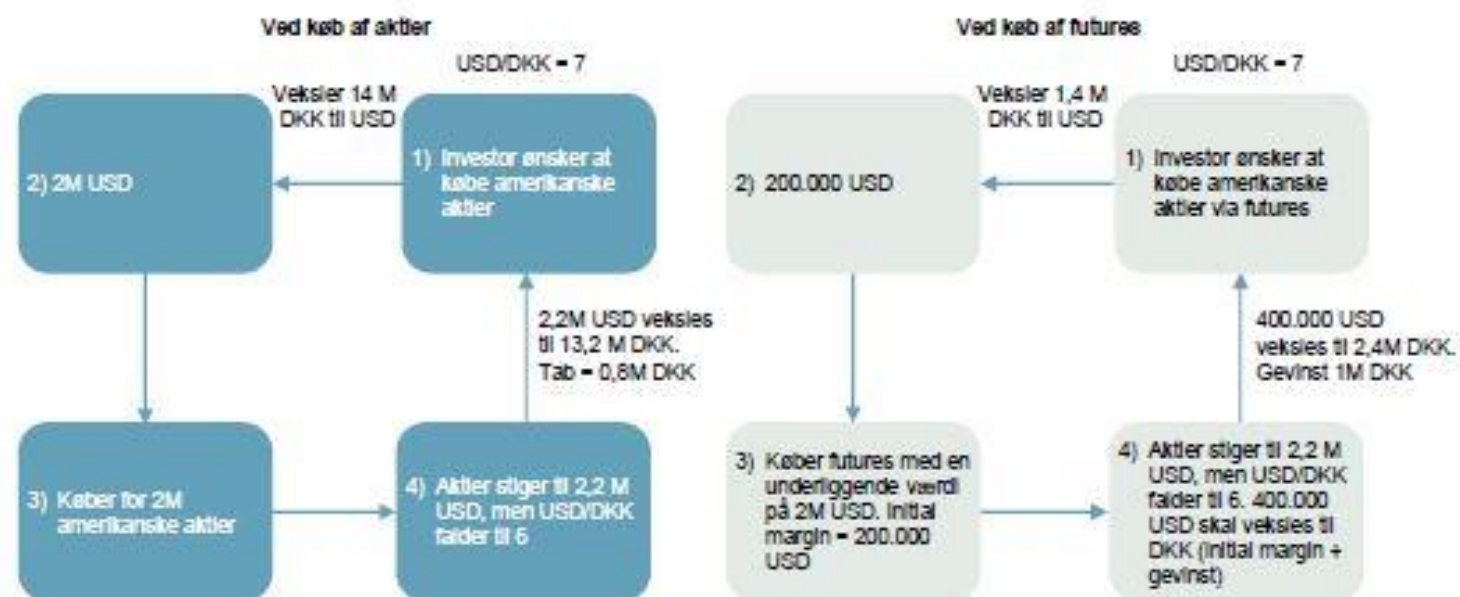 Ved køb af aktier
USD/DKK = 7
Veksler 14 M
DKK til USD
1) Investor ønsker at
købe amerikanske
aktier
2) 2M USD
2,2M USD veksles
til 13,2 M DKK.
Tab = 0,8M DKK
3) Køber for 2M
amerikanske aktier
4) Aktier stiger til 2,2 M
USD, men USD/DKK
falder til 6
Ved køb af futures
USD/DKK = 7
Veksler 1,4 M
DKK til USD
1) Investor ønsker at
købe amerikanske
aktier via futures
2) 200.000 USD
400.000 USD
veksles til 2,4M DKK.
Gevinst 1M DKK
3) Køber futures med en
underliggende værdi
på 2M USD. Initial
margin = 200.000
USD
4) Aktier stiger til 2,2 M
USD, men USD/DKK
falder til 6. 400.000
USD skal veksles til
DKK (initial margin +
gevinst)